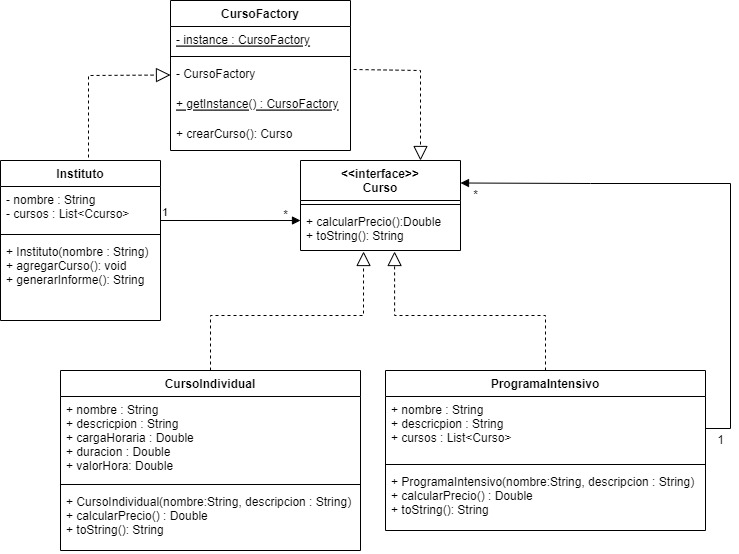 CursoFactory
- instance : CursoFactory
- CursoFactory
+ getInstance() : CursoFactory
+ crearCurso(): Curso
Instituto
- nombre : String
- cursos : List<Ccurso>
+ Instituto(nombre : String)
+ agregarCurso(): void
+ generarInforme(): String
1
*
<<interface>>
Curso
+ calcularPrecio():Double
+ toString(): String
*
CursoIndividual
+ nombre : String
+ descricpion : String
+ cargaHoraria : Double
+ duracion : Double
+ valorHora: Double
+ CursoIndividual(nombre:String, descripcion : String)
+ calcularPrecio() : Double
+ toString(): String
ProgramaIntensivo
+ nombre : String
+ descricpion : String
+ cursos : List<Curso>
+ ProgramaIntensivo(nombre:String, descripcion : String)
+ calcularPrecio() : Double
+ toString(): String
1